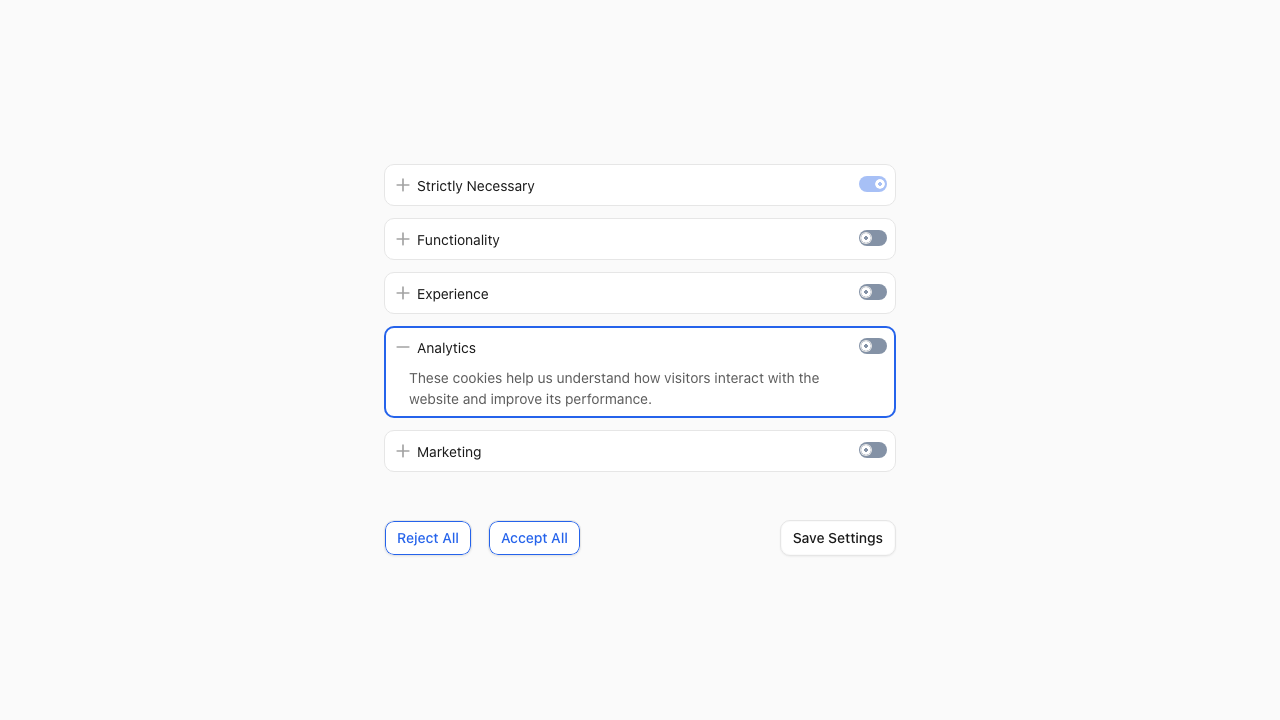 Strictly Necessary
Functionality
Experience
Analytics
These cookies help us understand how visitors interact with the
website and improve its performance.
Marketing
Reject All
Accept All
Save Settings